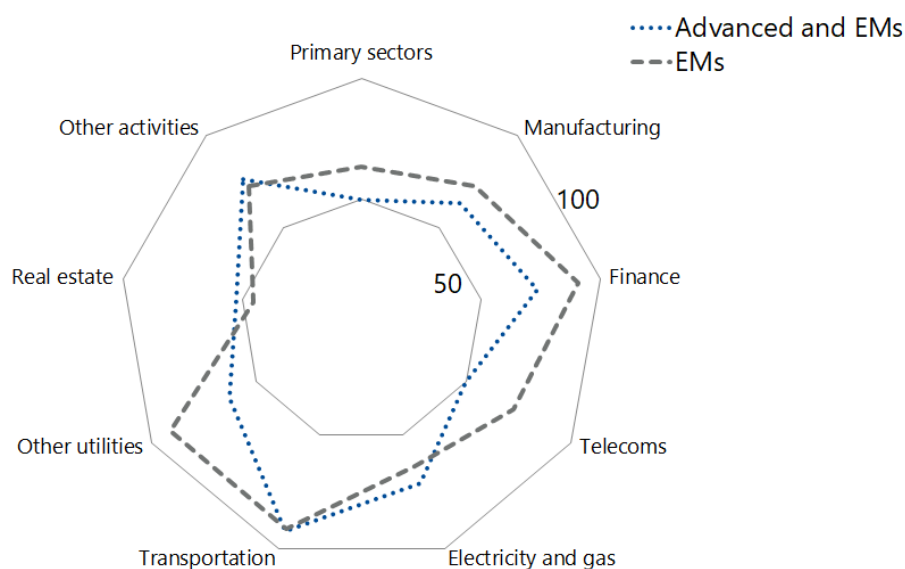 Advanced and EMs
EMs
Primary sectors
Other activities
Manufacturing
100
Real estate
50
Finance
Other utilities
Telecoms
Transportation
Electricity and gas